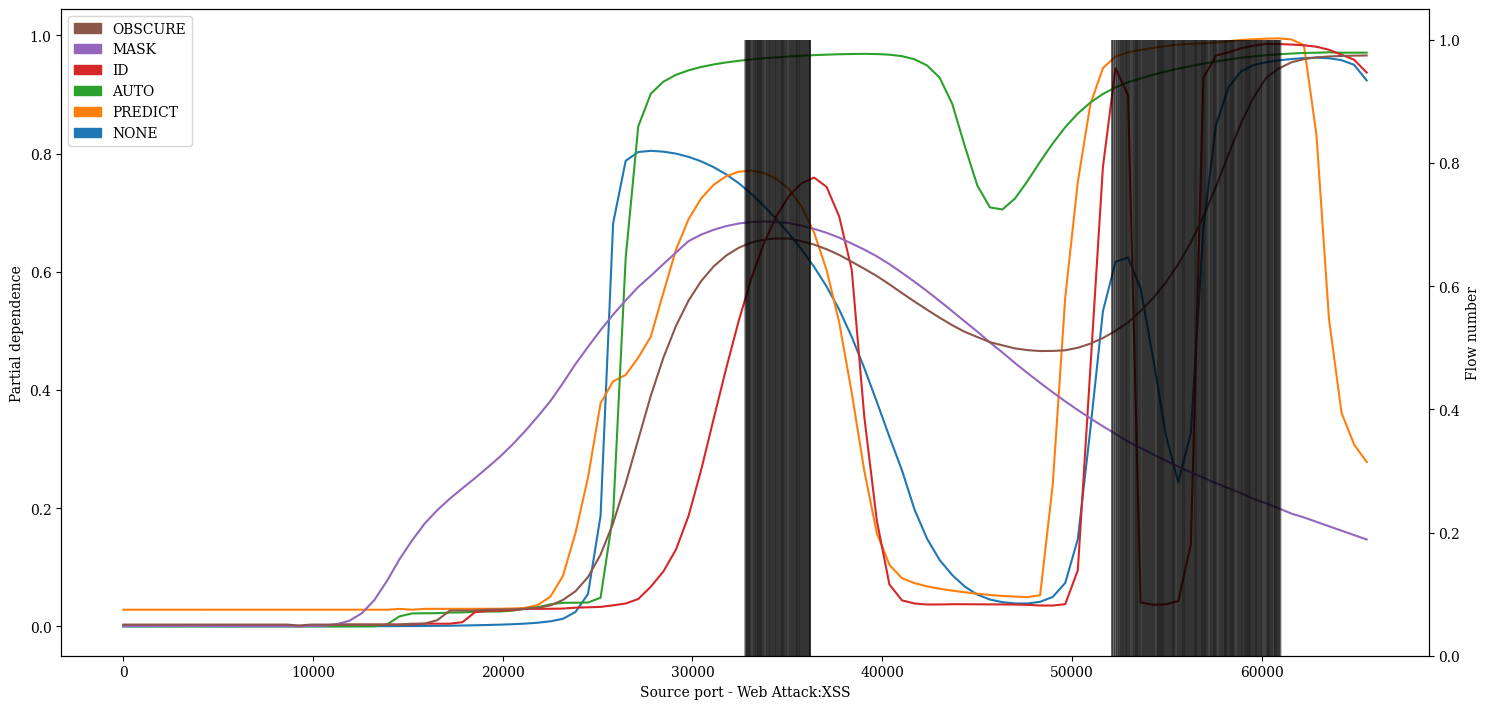 OBSCURE
MASK
ID
AUTO
PREDICT
NONE
1.0
0.8
0.6
0.4
0.2
0.0
Partial dependence
1.0
0.8
0.6
0.4
0.2
0.0
Flow number
0 10000 20000 30000 40000 50000 60000
Source port - Web Attack:XSS